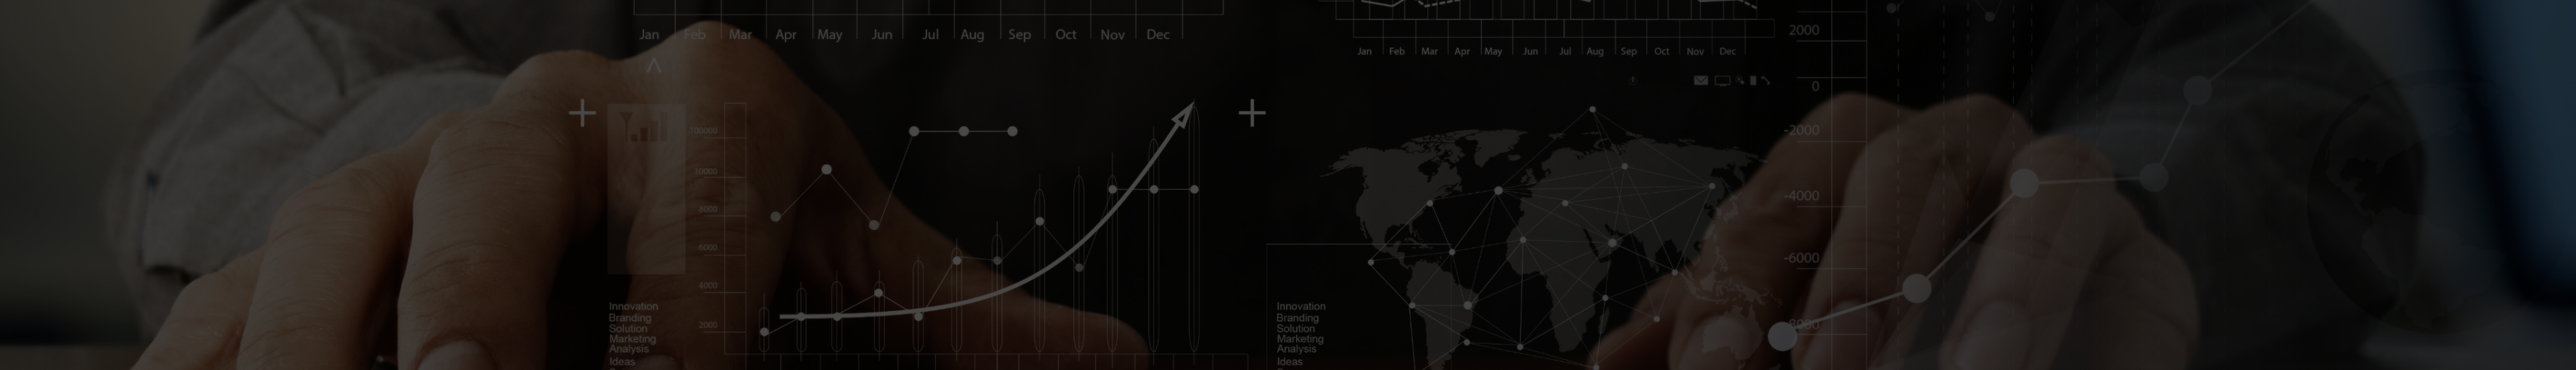 Jan Feb Mar Apr May Jun Jul Aug Sep Oct Nov Dec
100000
10000
8000
6000
4000
2000
Innovation
Branding
Solution
Marketing
Analysis
Ideas
Jan Feb Mar Apr May Jun Jul Aug Sep Oct Nov Dec
Innovation
Branding
Solution
Marketing
Analysis
Ideas
2000
0
-2000
-4000
-6000
-8000